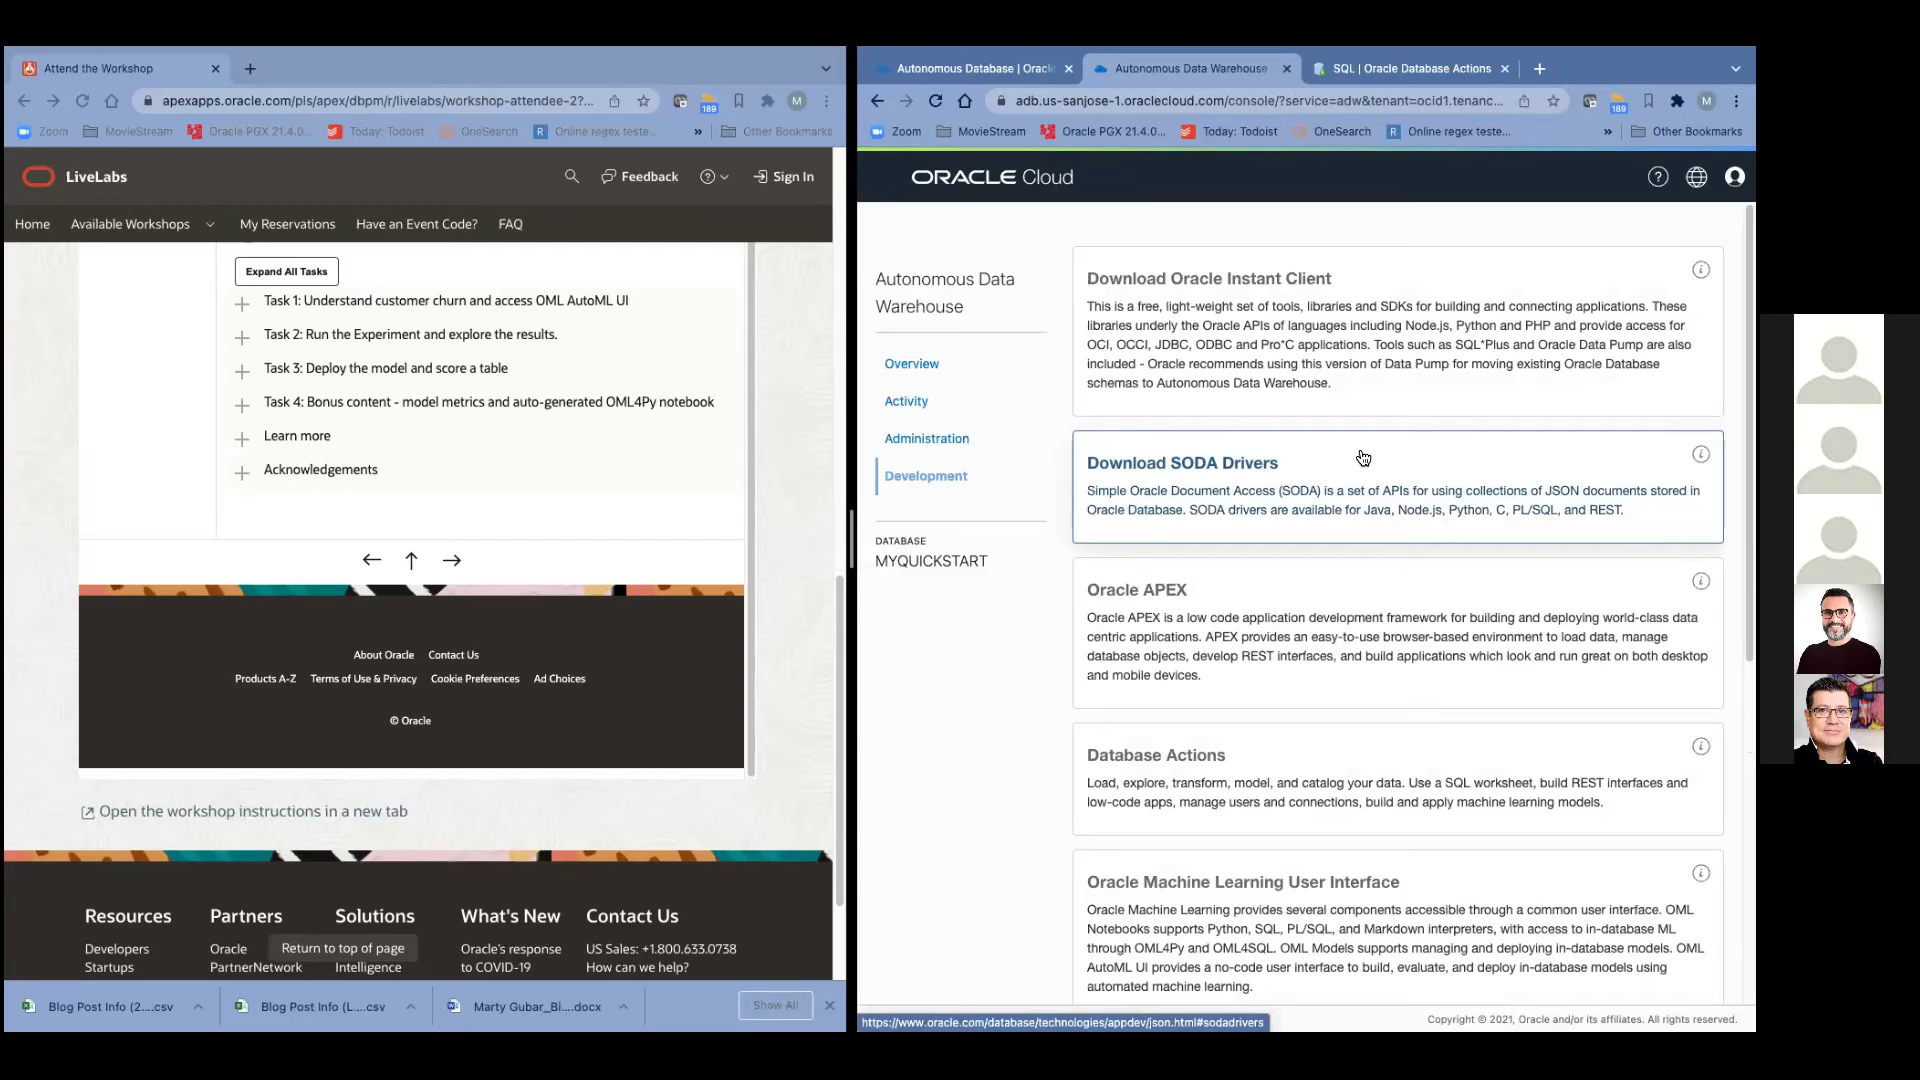 Attend the Workshop
apexapps.oracle.com/pls/apex/dbpm/r/livelabs/workshop-attendee-2?...
189
M
Zoom
MovieStream
Oracle PGX 21.4.0...
Today: Todoist
OneSearch
R Online regex teste...
»
Other Bookmarks
LiveLabs
Feedback
Sign In
Home
Available Workshops
My Reservations
Have an Event Code?
FAQ
Expand All Tasks
Task 1: Understand customer churn and access OML AutoML UI
Task 2: Run the Experiment and explore the results.
Task 3: Deploy the model and score a table
Task 4: Bonus content - model metrics and auto-generated OML4Py notebook
Learn more
Acknowledgements
About Oracle Contact Us
Products A-Z Terms of Use & Privacy Cookie Preferences Ad Choices
© Oracle
Open the workshop instructions in a new tab
Resources
Developers
Startups
Partners
Oracle
PartnerNetwork
Solutions
Return to top of page
Intelligence
What's New
Oracle's response
to COVID-19
Contact Us
US Sales: +1.800.633.0738
How can we help?
Blog Post Info (2....csv
Blog Post Info (L....csv
Marty Gubar_Bi....docx
Show All
Autonomous Database | Oracle
Autonomous Data Warehouse
SQL | Oracle Database Actions
adb.us-sanjose-1.oraclecloud.com/console/?service=adw&tenant=ocid1.tenanc...
189
M
Zoom
MovieStream
Oracle PGX 21.4.0...
Today: Todoist
OneSearch
R Online regex teste...
»
Other Bookmarks
ORACLE Cloud
Autonomous Data
Warehouse
Overview
Activity
Administration
Development
DATABASE
MYQUICKSTART
Download Oracle Instant Client
This is a free, light-weight set of tools, libraries and SDKs for building and connecting applications. These
libraries underly the Oracle APIs of languages including Node.js, Python and PHP and provide access for
OCI, OCCI, JDBC, ODBC and Pro*C applications. Tools such as SQL*Plus and Oracle Data Pump are also
included - Oracle recommends using this version of Data Pump for moving existing Oracle Database
schemas to Autonomous Data Warehouse.
Download SODA Drivers
Simple Oracle Document Access (SODA) is a set of APIs for using collections of JSON documents stored in
Oracle Database. SODA drivers are available for Java, Node.js, Python, C, PL/SQL, and REST.
Oracle APEX
Oracle APEX is a low code application development framework for building and deploying world-class data
centric applications. APEX provides an easy-to-use browser-based environment to load data, manage
database objects, develop REST interfaces, and build applications which look and run great on both desktop
and mobile devices.
Database Actions
Load, explore, transform, model, and catalog your data. Use a SQL worksheet, build REST interfaces and
low-code apps, manage users and connections, build and apply machine learning models.
Oracle Machine Learning User Interface
Oracle Machine Learning provides several components accessible through a common user interface. OML
Notebooks supports Python, SQL, PL/SQL, and Markdown interpreters, with access to in-database ML
through OML4Py and OML4SQL. OML Models supports managing and deploying in-database models. OML
AutoML UI provides a no-code user interface to build, evaluate, and deploy in-database models using
automated machine learning.
https://www.oracle.com/database/technologies/appdev/json.html#sodadrivers
Copyright © 2021, Oracle and/or its affiliates. All rights reserved.